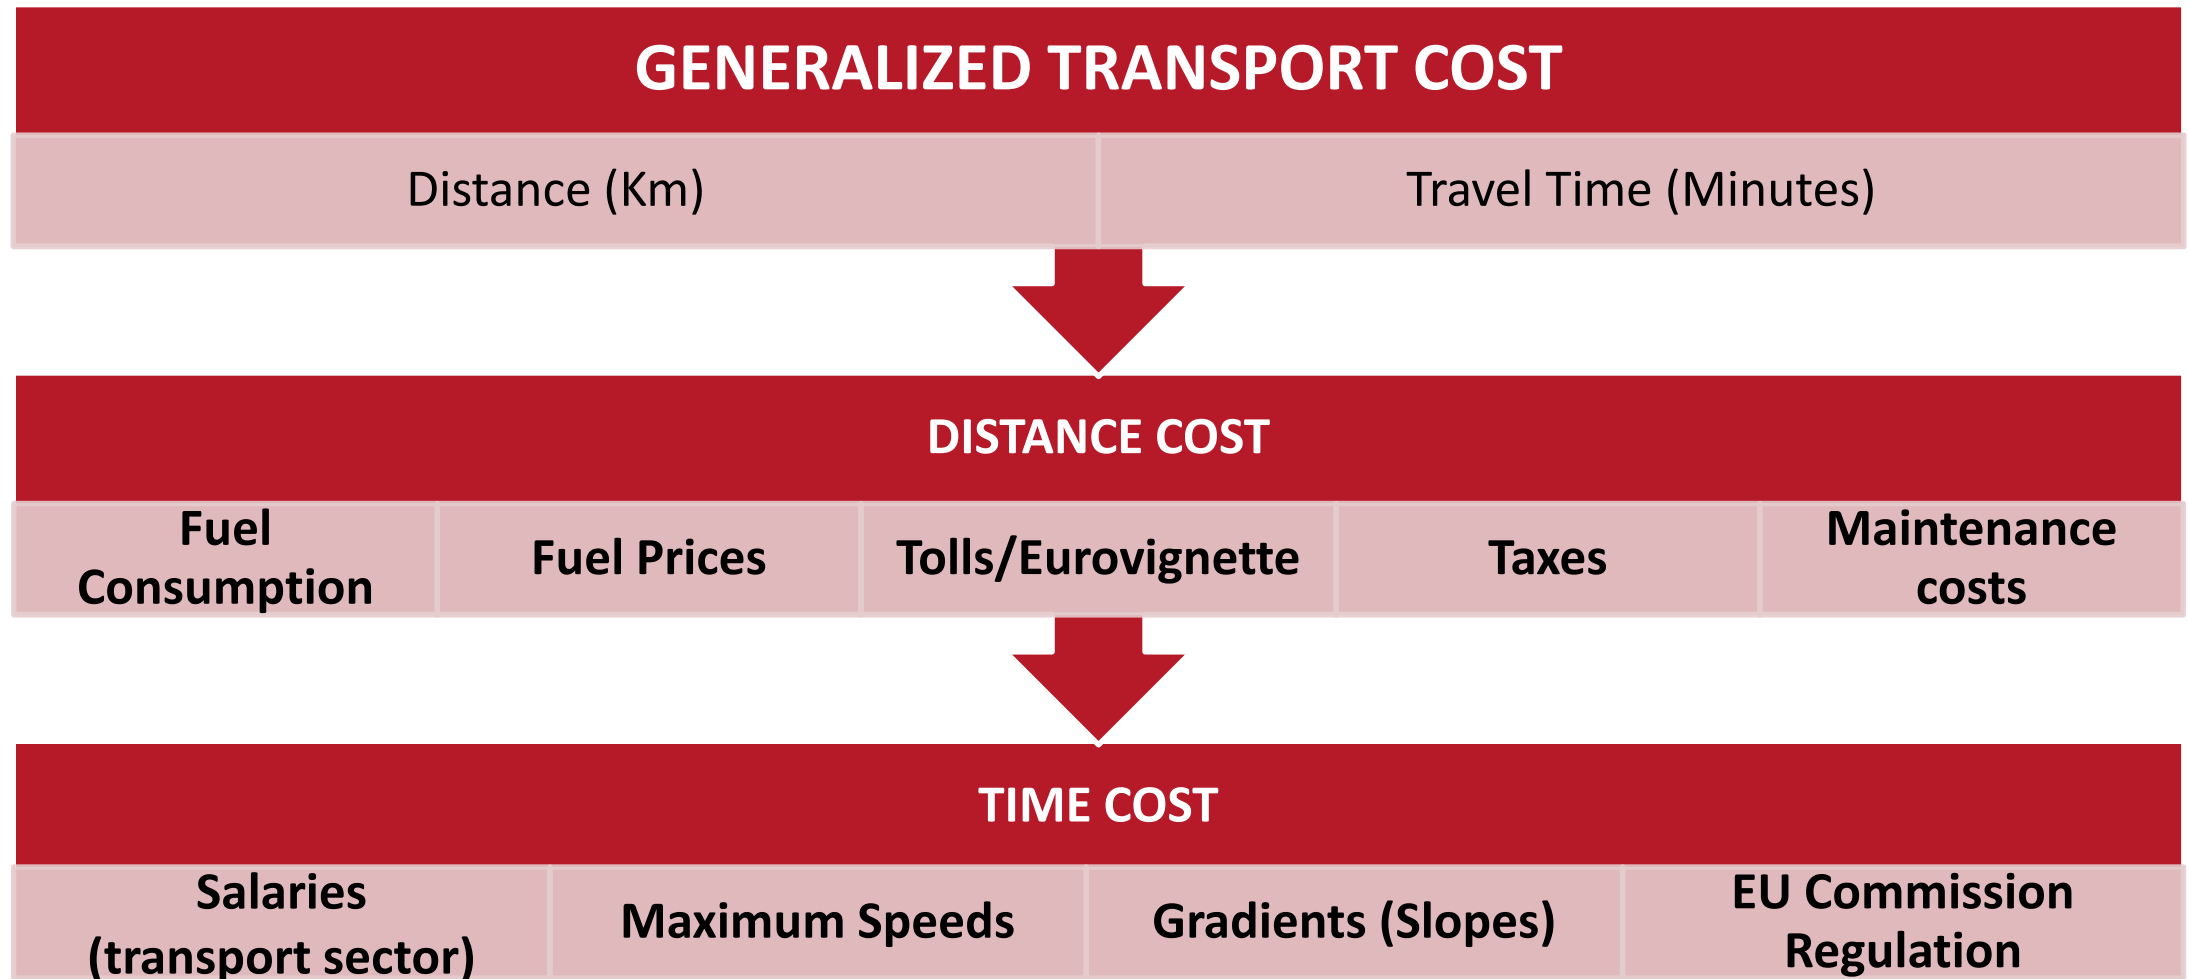 GENERALIZED TRANSPORT COST
Distance (Km)
Travel Time (Minutes)
DISTANCE COST
Fuel
Consumption
Fuel Prices
Tolls/Eurovignette
Taxes
Maintenance
costs
TIME COST
Salaries
(transport sector)
Maximum Speeds
Gradients (Slopes)
EU Commission
Regulation